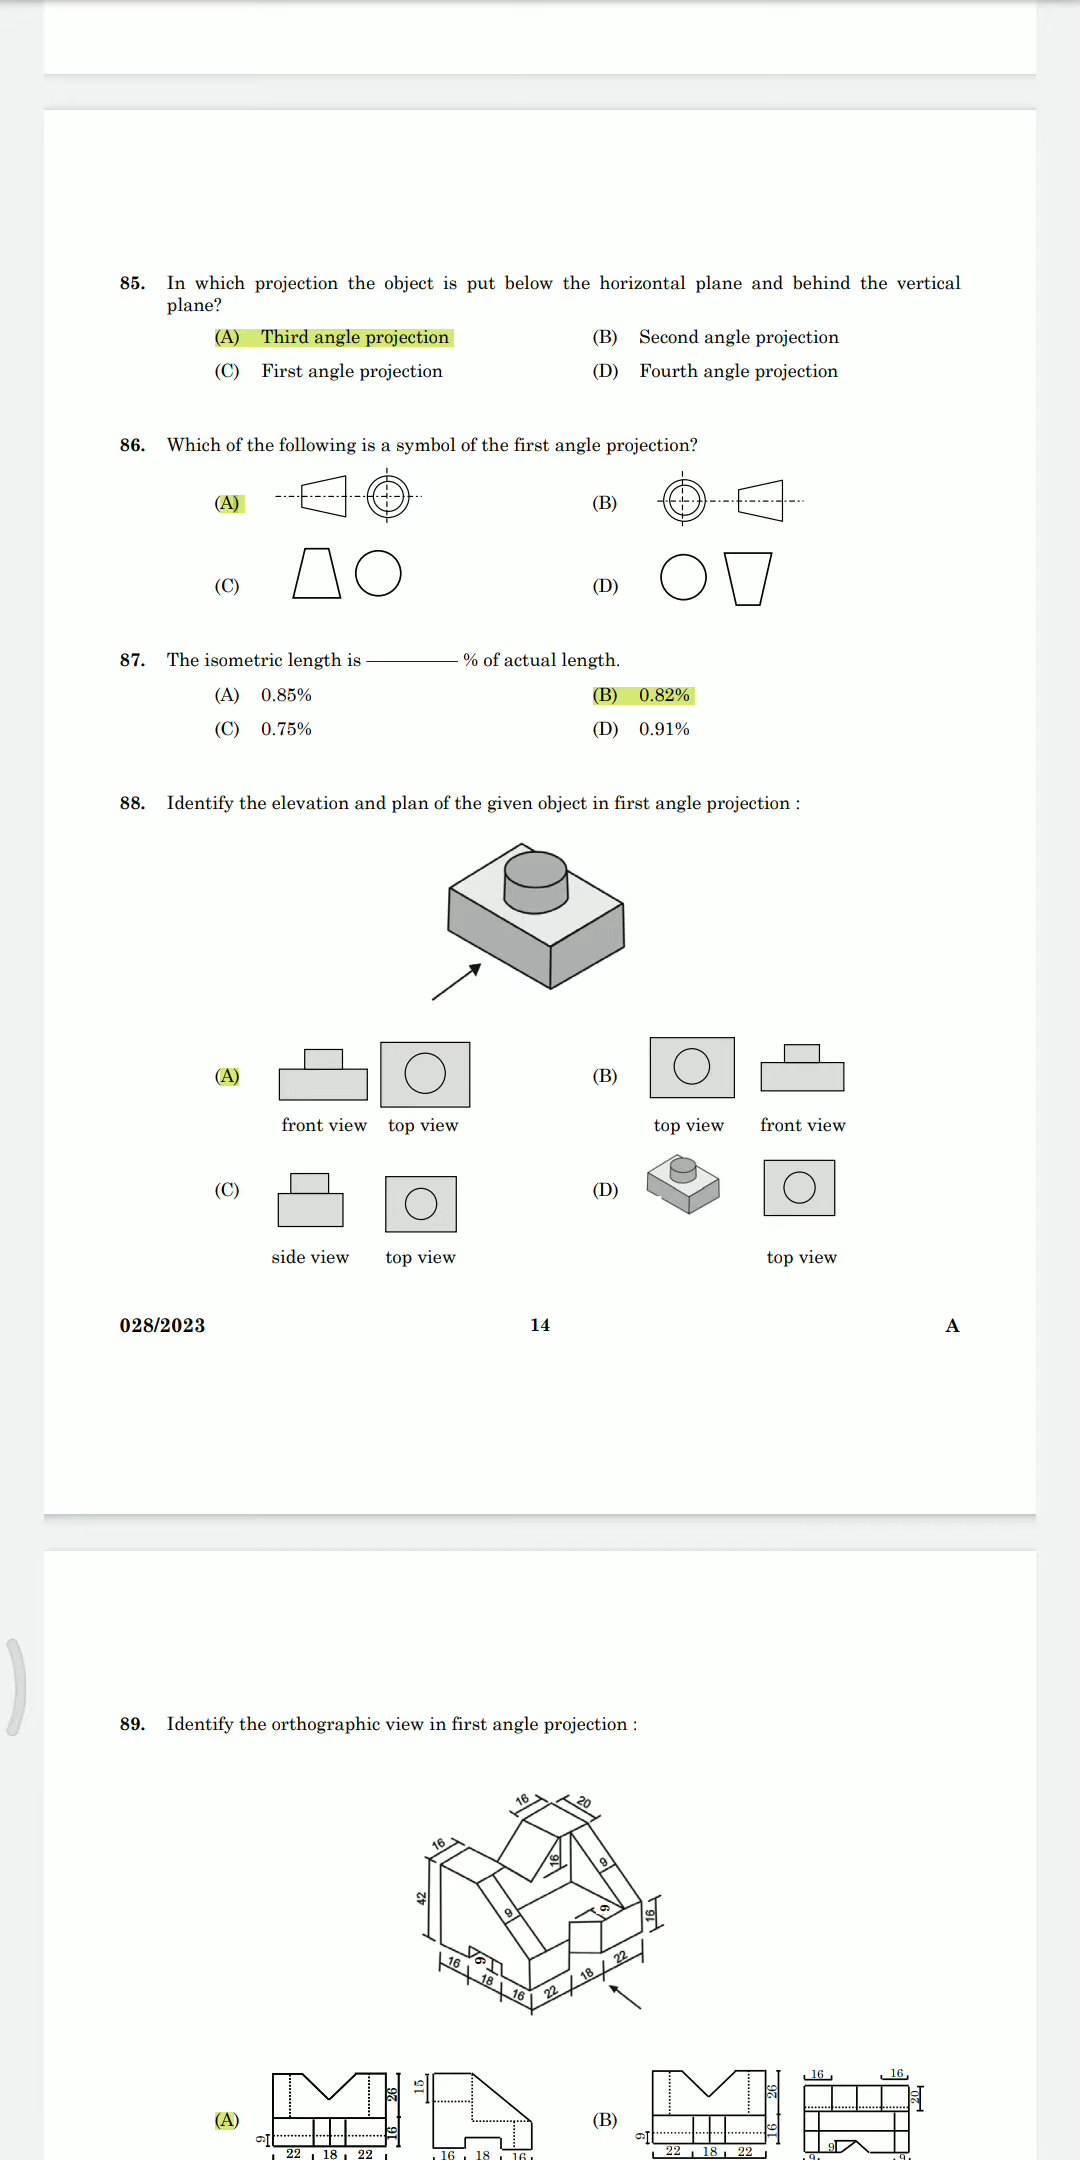 85. In which projection the object is put below the horizontal plane and behind the vertical
plane?
(A) Third angle projection (B) Second angle projection
(C) First angle projection (D) Fourth angle projection
86. Which of the following is a symbol of the first angle projection?
(A) (B)
(C) (D)
87. The isometric length is ———— % of actual length.
(A) 0.85% (B) 0.82%
(C) 0.75% (D) 0.91%
88. Identify the elevation and plan of the given object in first angle projection :
(A) (B)
front view top view top view front view
(C) (D)
side view top view top view
028/2023 14 A
89. Identify the orthographic view in first angle projection :
16 20
16
16 9
42
9 9 16
16 9 22
18 18
16 22
15 26 26 16 16 20
(A) (B)
9 16 9 16 9
22 18 22 16 18 16 22 18 22 9 9